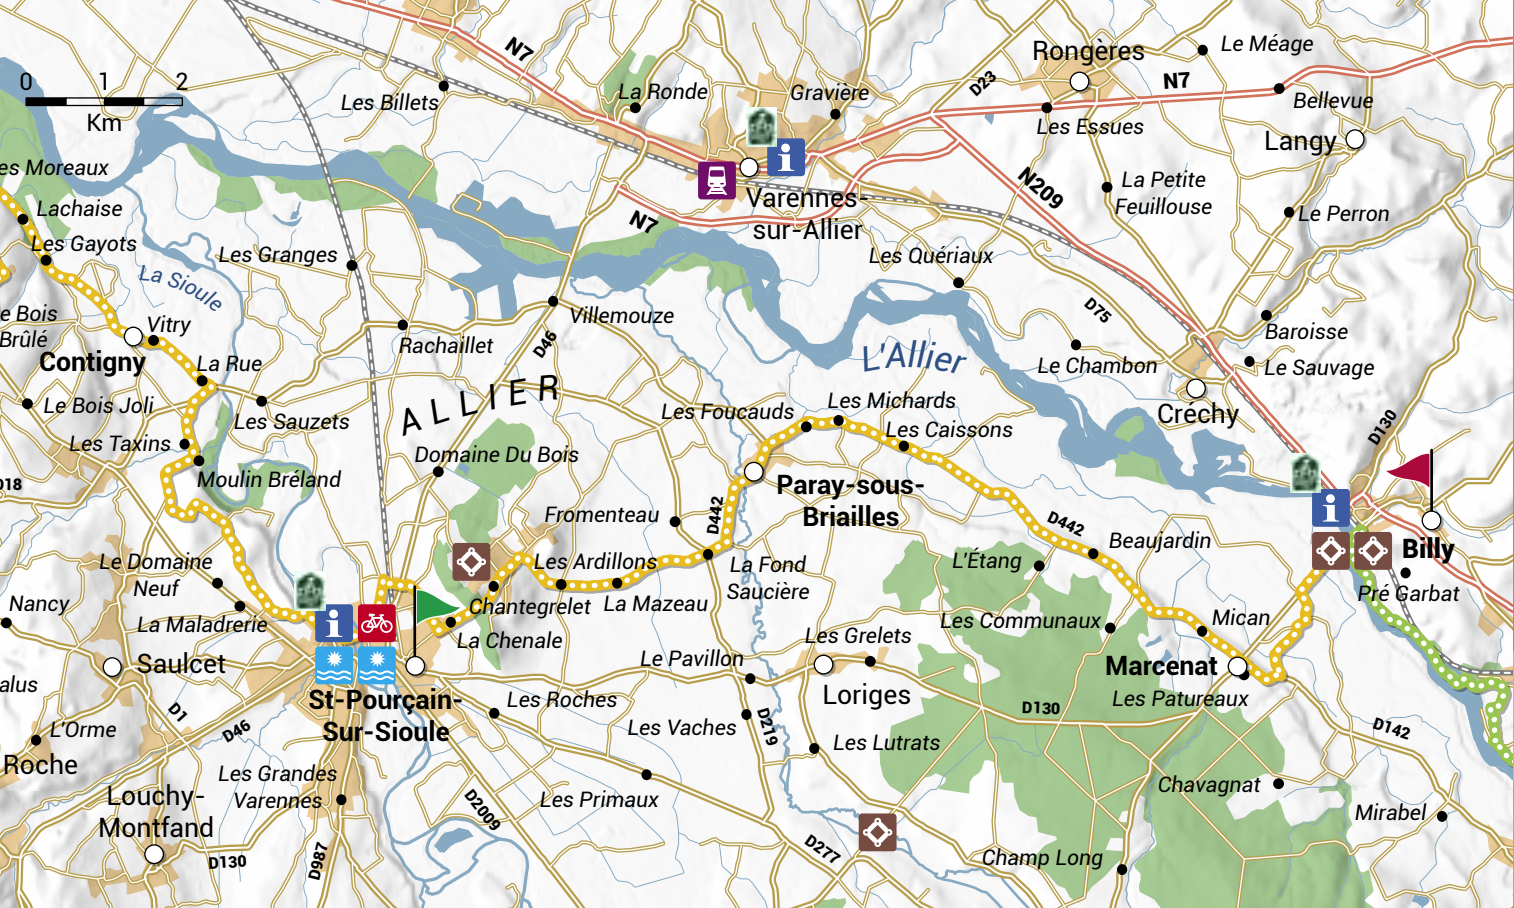 N7
Rongères
Le Méage
0 1 2
Km
Les Billets
La Ronde
Gravière
D23
N7
Bellevue
Les Essues
Langy
es Moreaux
Lachaise
Les Gayots
Varennes-
sur-Allier
N7
N209
La Petite
Feuillouse
Le Perron
La Sioule
Les Granges
Les Quériaux
e Bois
Brûlé
Vitry
Contigny
Villemouze
Rachaillet
D46
D75
Baroisse
La Rue
L'Allier
Le Chambon
Le Sauvage
ALLIER
Le Bois Joli
Les Sauzets
Les Foucauds
Les Michards
Les Caissons
Créchy
D130
Les Taxins
Domaine Du Bois
D18
Moulin Bréland
Paray-sous-
Briailles
Fromenteau
D442
D442
Billy
Le Domaine
Neuf
Les Ardillons
La Fond
Saucière
L'Étang
Beaujardin
Nancy
La Maladrerie
Chantegrelet
La Mazeau
Pré Garbat
La Chenale
Les Grelets
Les Communaux
Mican
Saulcet
Le Pavillon
Marcenat
alus
St-Pourçain-
Sur-Sioule
Les Roches
Loriges
Les Patureaux
L'Orme
D1
D46
Les Vaches
D219
D130
D142
Roche
Les Lutrats
Les Grandes
Varennes
Les Primaux
Chavagnat
Louchy-
Montfand
D2009
Mirabel
D130
D987
D277
Champ Long